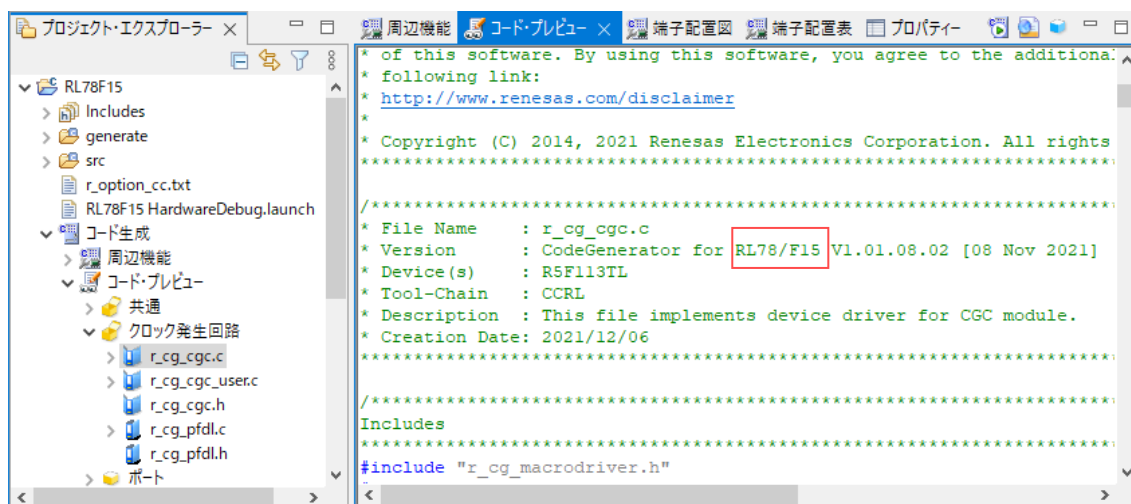 プロジェクト・エクスプローラー
RL78F15
Includes
generate
src
r_option_cc.txt
RL78F15 HardwareDebug.launch
コード生成
周辺機能
コード・プレビュー
共通
クロック発生回路
r_cg_cgc.c
r_cg_cgc_user.c
r_cg_cgc.h
r_cg_pfdl.c
r_cg_pfdl.h
ポート
周辺機能 コード・プレビュー 端子配置図 端子配置表 プロパティー
* of this software. By using this software, you agree to the additional
* following link:
* http://www.renesas.com/disclaimer
*
* Copyright (C) 2014, 2021 Renesas Electronics Corporation. All rights
***********************************************************************
/**********************************************************************
* File Name    : r_cg_cgc.c
* Version      : CodeGenerator for RL78/F15 V1.01.08.02 [08 Nov 2021]
* Device(s)    : R5F113TL
* Tool-Chain   : CCRL
* Description  : This file implements device driver for CGC module.
* Creation Date: 2021/12/06
***********************************************************************
/**********************************************************************
Includes
***********************************************************************
#include "r_cg_macrodriver.h"